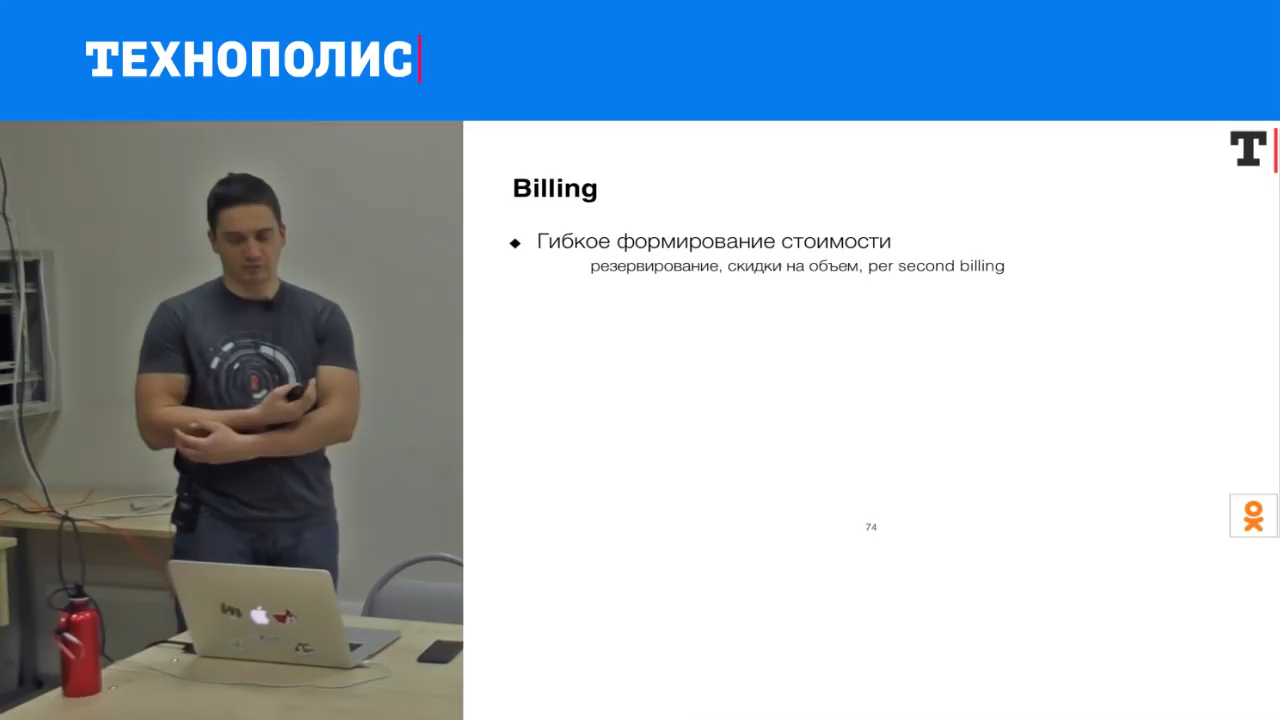 ТЕХНОПОЛИС
T
Billing
Гибкое формирование стоимости
резервирование, скидки на объем, per second billing
74